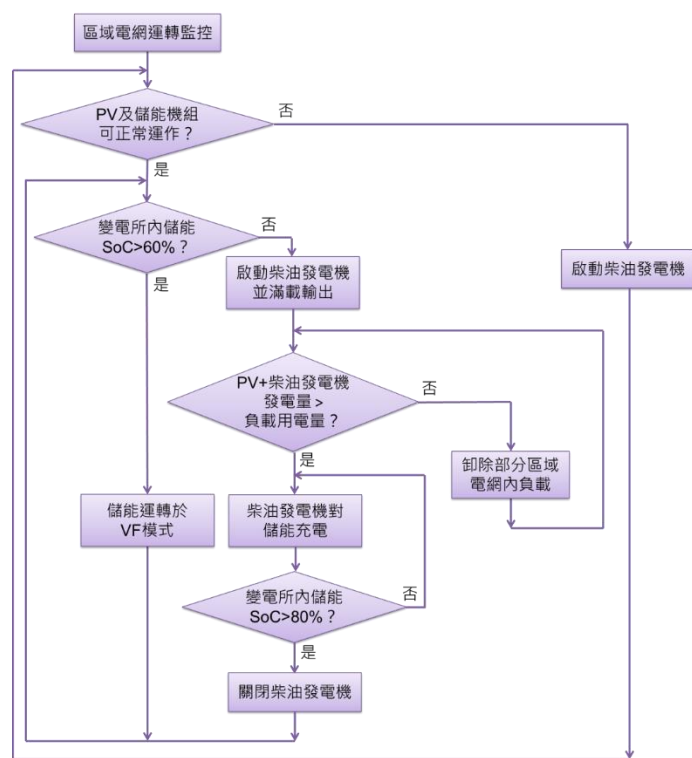 區域電網運轉監控
PV及儲能機組
可正常運作？
否
是
變電所內儲能
SoC>60%？
否
是
啟動柴油發電機
並滿載輸出
啟動柴油發電機
PV+柴油發電機
發電量>
負載用電量？
否
是
卸除部分區域
電網內負載
儲能運轉於
VF模式
柴油發電機對
儲能充電
變電所內儲能
SoC>80%？
否
是
關閉柴油發電機